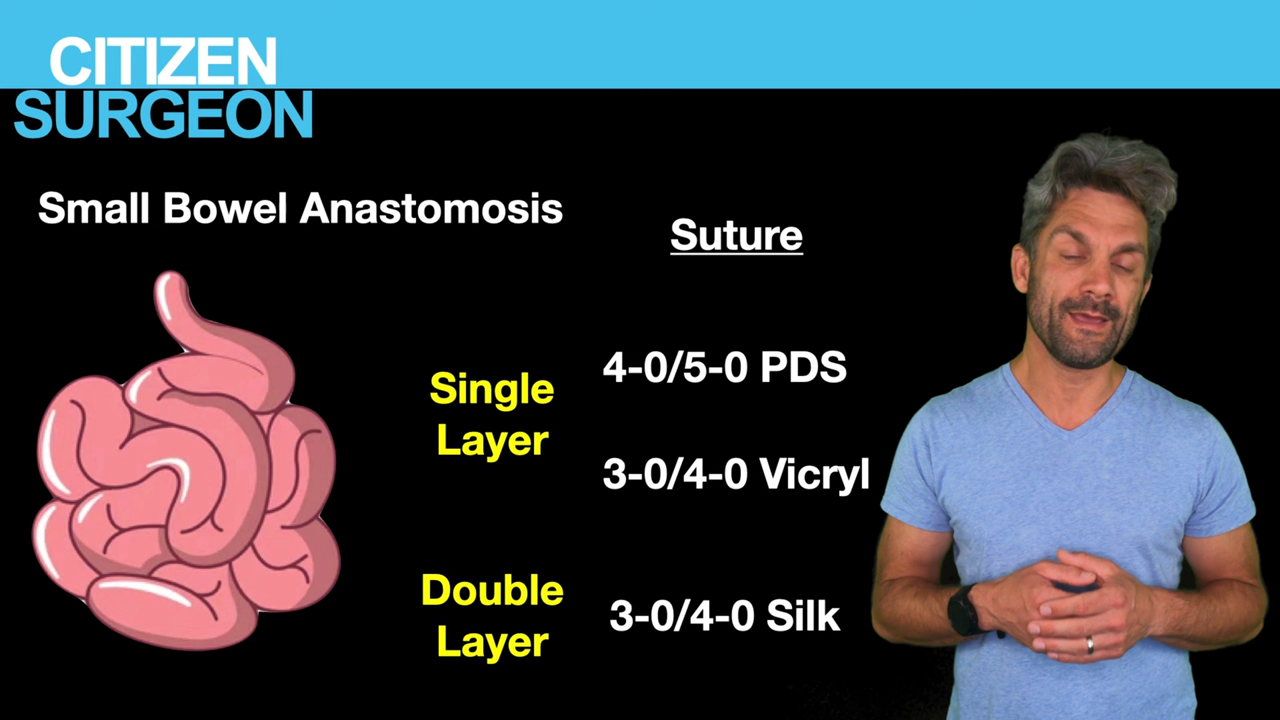 CITIZEN
SURGEON
Small Bowel Anastomosis
Suture
Single
Layer
4-0/5-0 PDS
3-0/4-0 Vicryl
Double
Layer
3-0/4-0 Silk